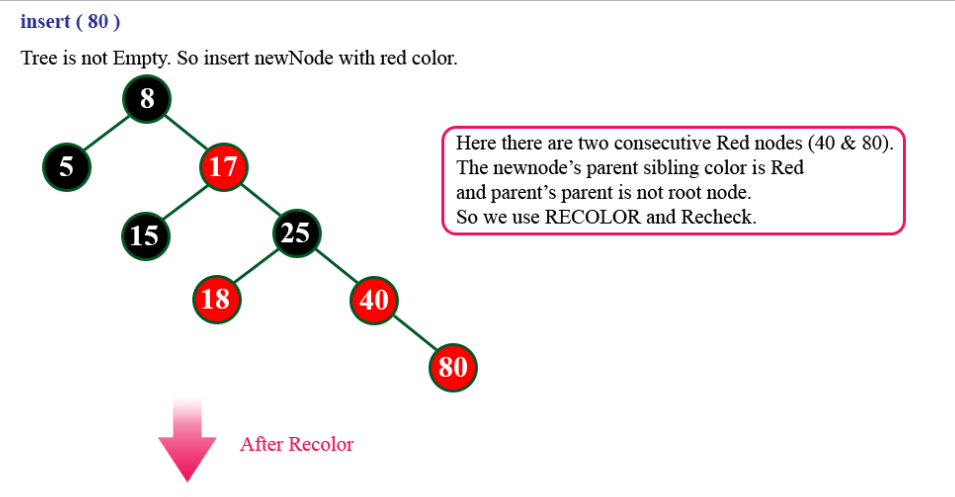 insert ( 80 )
Tree is not Empty. So insert newNode with red color.
8
Here there are two consecutive Red nodes (40 & 80).
The newnode's parent sibling color is Red
and parent's parent is not root node.
So we use RECOLOR and Recheck.
5
17
15
25
18
40
80
After Recolor